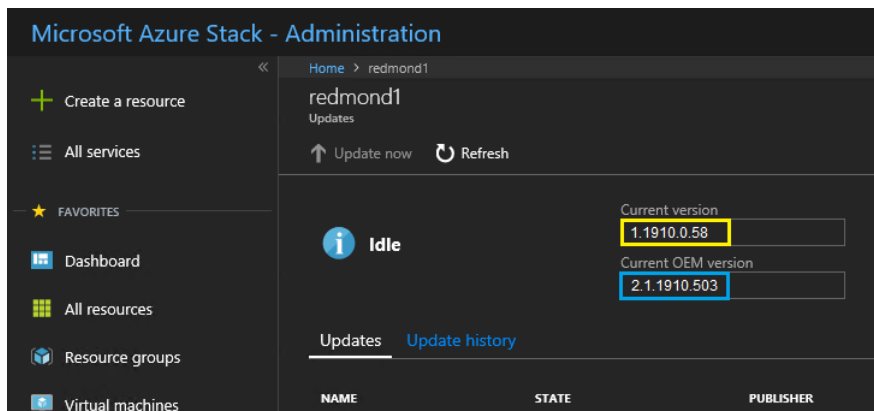 Microsoft Azure Stack - Administration
«
Home > redmond1
Create a resource
redmond1
Updates
All services
Update now Refresh
FAVORITES
Current version
1.1910.0.58
Idle
Dashboard
Current OEM version
2.1.1910.503
All resources
Updates Update history
Resource groups
Virtual machines
NAME STATE PUBLISHER